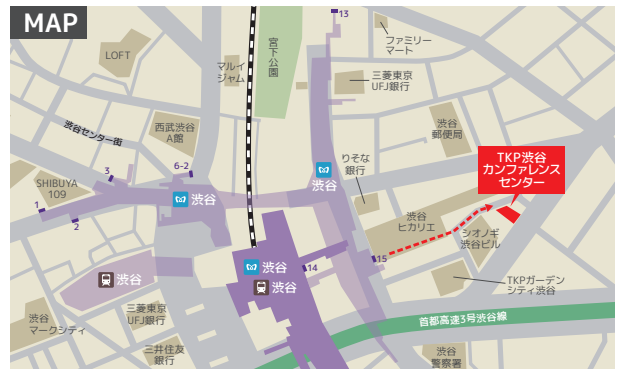 MAP
13
LOFT
マルイ
ジャム
宮下公園
ファミリー
マート
三菱東京
UFJ銀行
渋谷センター街
西武渋谷
A館
渋谷
郵便局
TKP渋谷
カンファレンス
センター
りそな
銀行
3
6-2
渋谷
渋谷
SHIBUYA
109
1
2
渋谷
ヒカリエ
シオノギ
渋谷ビル
15
14
渋谷
渋谷
渋谷
TKPガーデン
シティ渋谷
渋谷
マークシティ
三菱東京
UFJ銀行
首都高速3号渋谷線
三井住友
銀行
渋谷
警察署